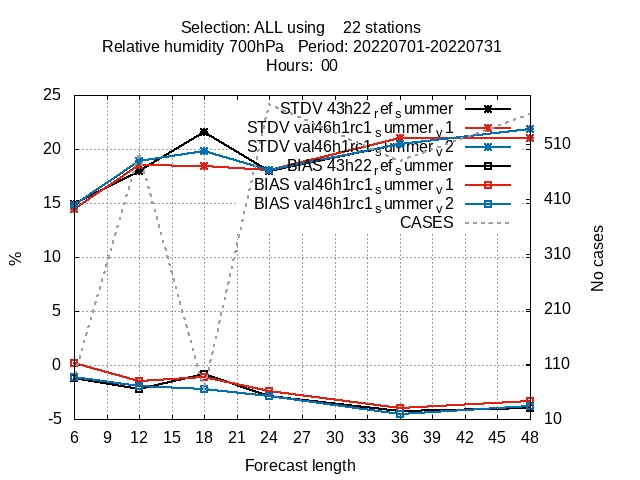 Selection: ALL using    22 stations
Relative humidity 700hPa   Period: 20220701-20220731
Hours: 00
25
20
15
10
5
0
-5
%
STDV 43h22_ref_summer
STDV val46h1rc1_summer_v1
STDV val46h1rc1_summer_v2
BIAS 43h22_ref_summer
BIAS val46h1rc1_summer_v1
BIAS val46h1rc1_summer_v2
CASES
510
410
310
210
110
10
No cases
6 9 12 15 18 21 24 27 30 33 36 39 42 45 48
Forecast length